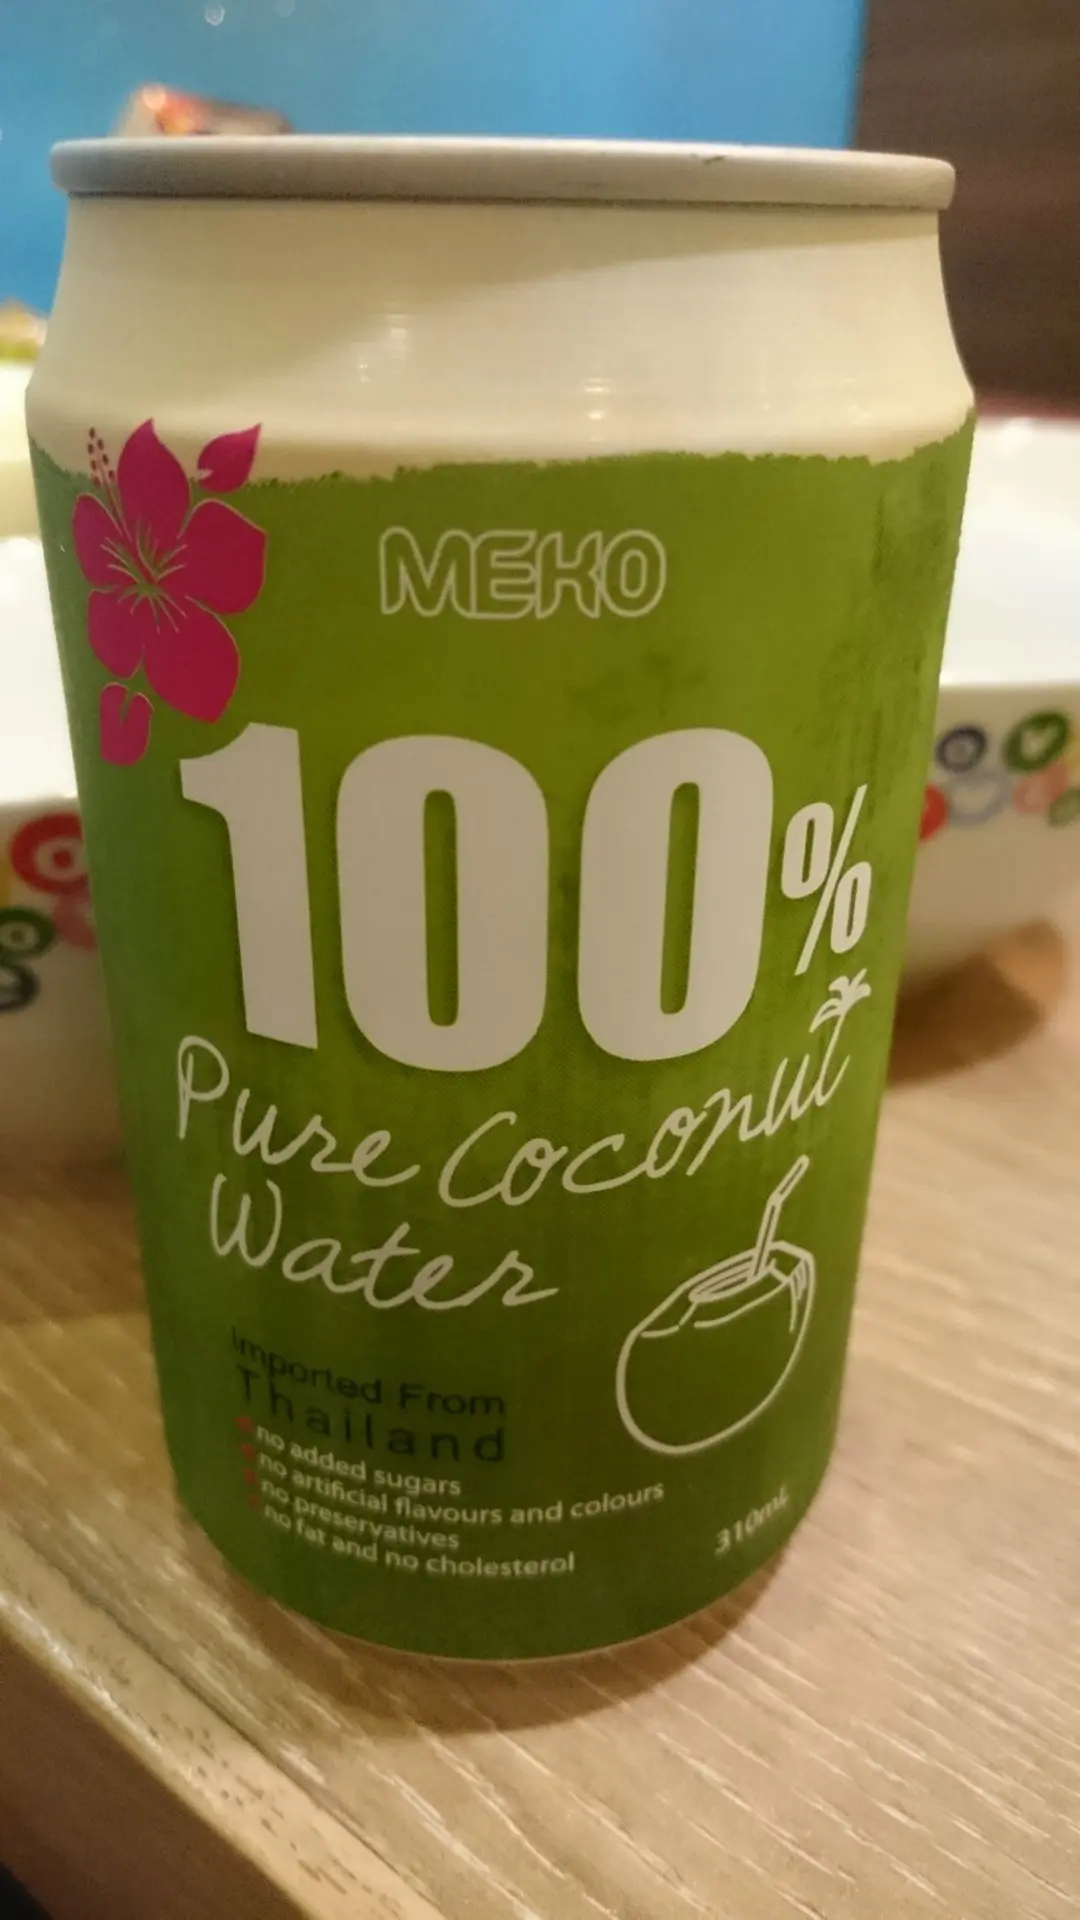 MEKO
100%
Pure Coconut
Water
Imported From
Thailand
no added sugars
no artificial flavours and colours
no preservatives
no fat and no cholesterol
310mL